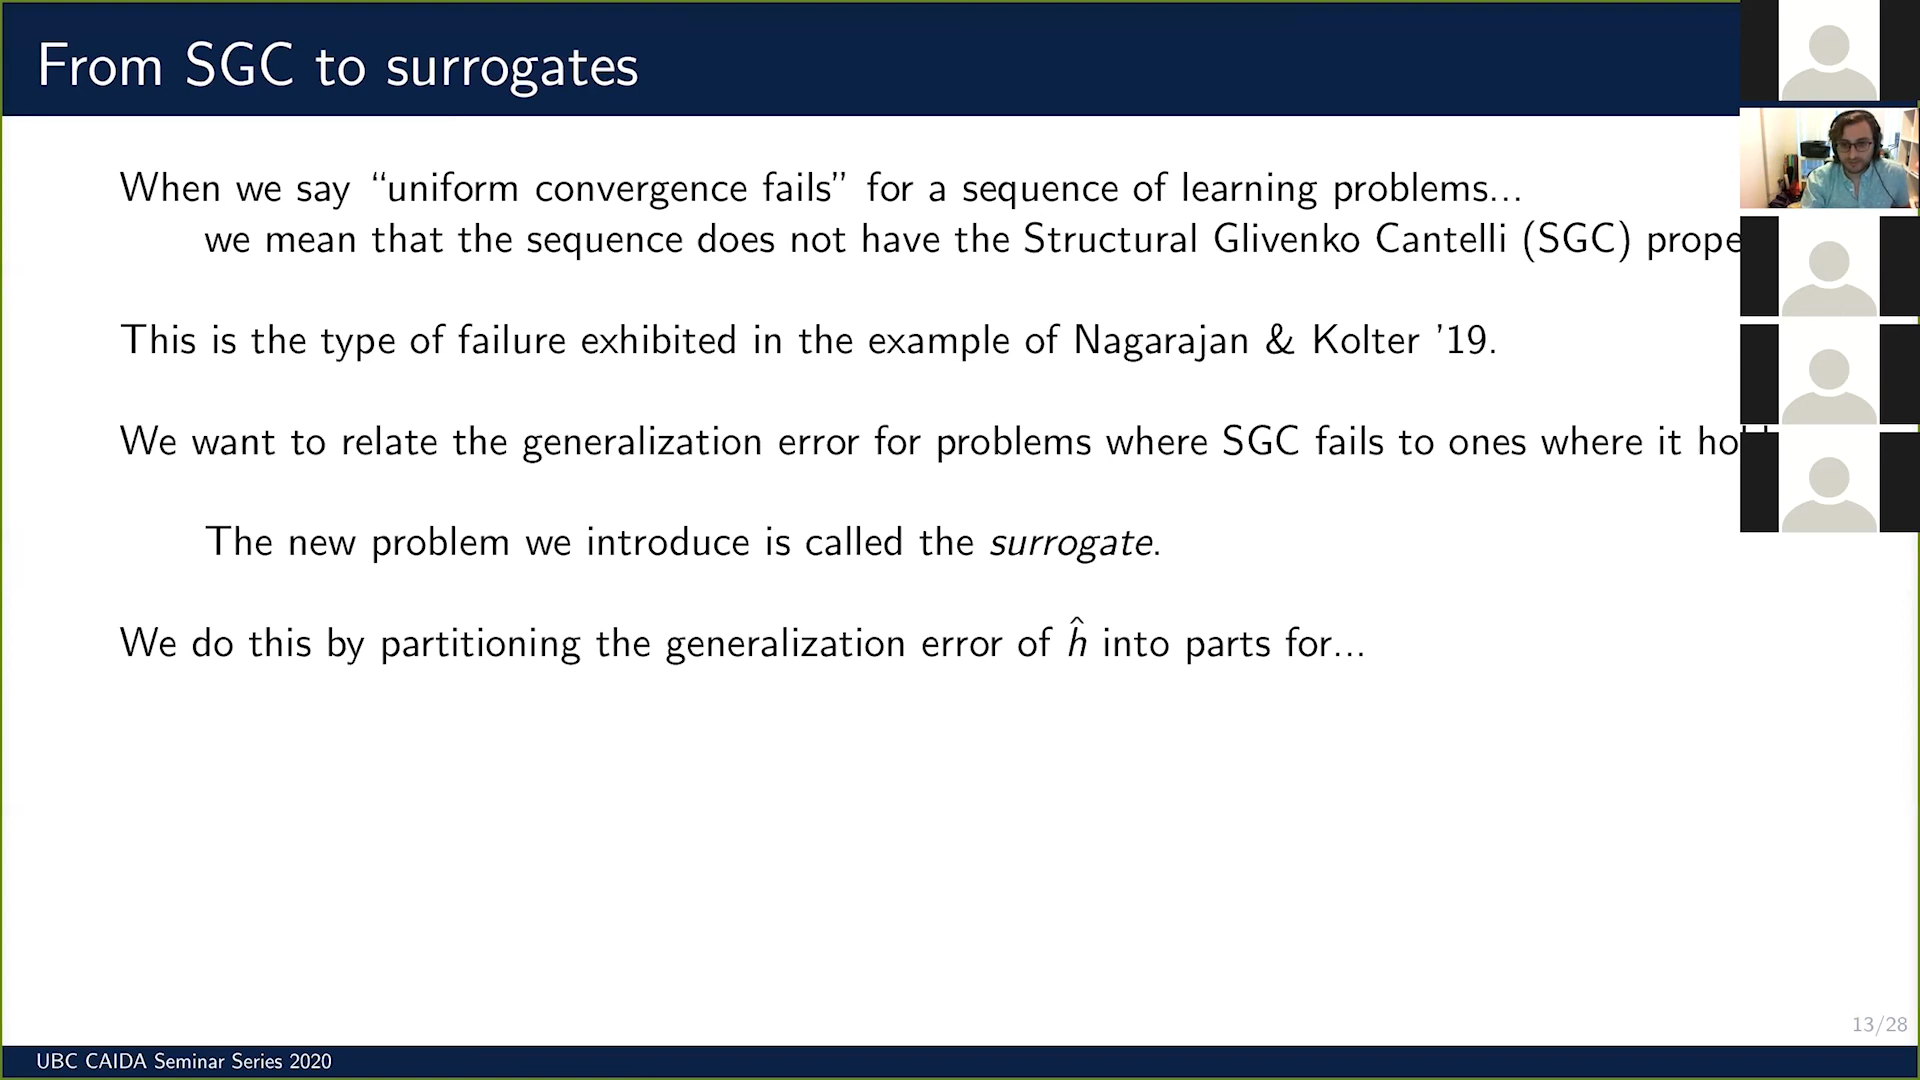 From SGC to surrogates
When we say “uniform convergence fails” for a sequence of learning problems...
we mean that the sequence does not have the Structural Glivenko Cantelli (SGC) prope
This is the type of failure exhibited in the example of Nagarajan & Kolter ’19.
We want to relate the generalization error for problems where SGC fails to ones where it ho
The new problem we introduce is called the surrogate.
We do this by partitioning the generalization error of ĥ into parts for...
13/28
UBC CAIDA Seminar Series 2020